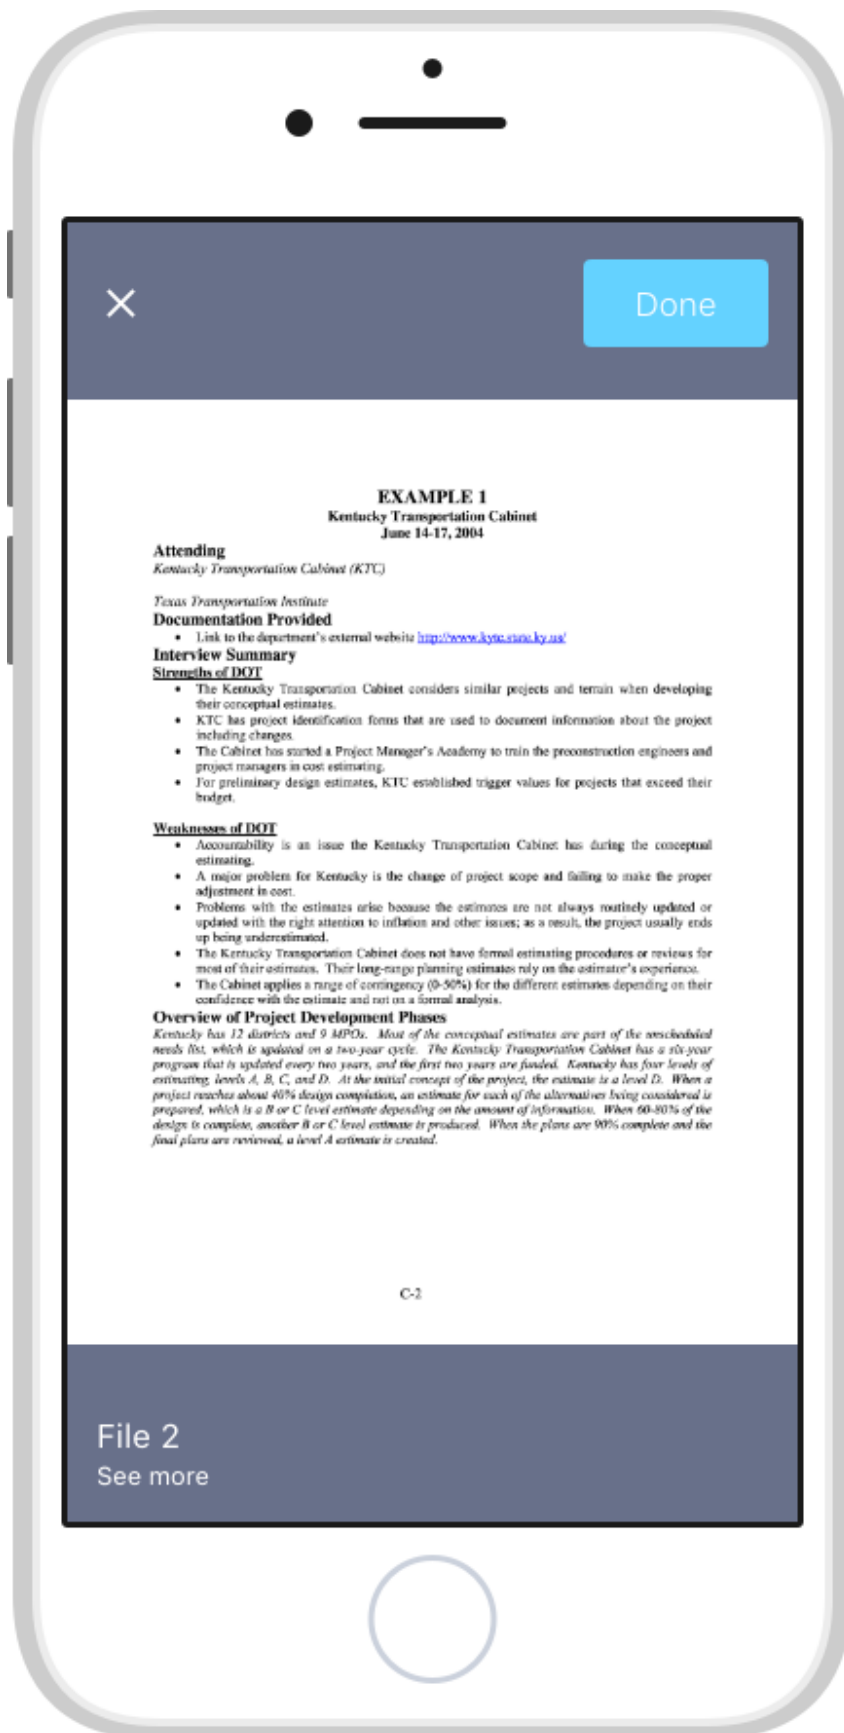 Done
EXAMPLE 1
Kentucky Transportation Cabinet
June 14-17, 2004
Attending
Kentucky Transportation Cabinet (KTC)
Texas Transportation Institute
Documentation Provided
• Link to the department's external website http://www.kytc.state.ky.us/
Interview Summary
Strengths of DOT
• The Kentucky Transportation Cabinet considers similar projects and terrain when developing
their conceptual estimates.
• KTC has project identification forms that are used to document information about the project
including changes.
• The Cabinet has started a Project Manager's Academy to train the preconstruction engineers and
project managers in cost estimating.
• For preliminary design estimates, KTC established trigger values for projects that exceed their
budget.
Weaknesses of DOT
• Accountability is an issue the Kentucky Transportation Cabinet has during the conceptual
estimating.
• A major problem for Kentucky is the change of project scope and failing to make the proper
adjustment in cost.
• Problems with the estimates arise because the estimates are not always routinely updated or
updated with the right attention to inflation and other issues; as a result, the project usually ends
up being underestimated.
• The Kentucky Transportation Cabinet does not have formal estimating procedures or reviews for
most of their estimates. Their long-range planning estimates rely on the estimator's experience.
• The Cabinet applies a range of contingency (0-50%) for the different estimates depending on their
confidence with the estimate and not on a formal analysis.
Overview of Project Development Phases
Kentucky has 12 districts and 9 MPOs. Most of the conceptual estimates are part of the unscheduled
needs list, which is updated on a two-year cycle. The Kentucky Transportation Cabinet has a six-year
program that is updated every two years, and the first two years are funded. Kentucky has four levels of
estimating, levels A, B, C, and D. At the initial concept of the project, the estimate is a level D. When a
project reaches about 40% design completion, an estimate for each of the alternatives being considered is
prepared, which is a B or C level estimate depending on the amount of information. When 60-80% of the
design is complete, another B or C level estimate is produced. When the plans are 90% complete and the
final plans are reviewed, a level A estimate is created.
C-2
File 2
See more